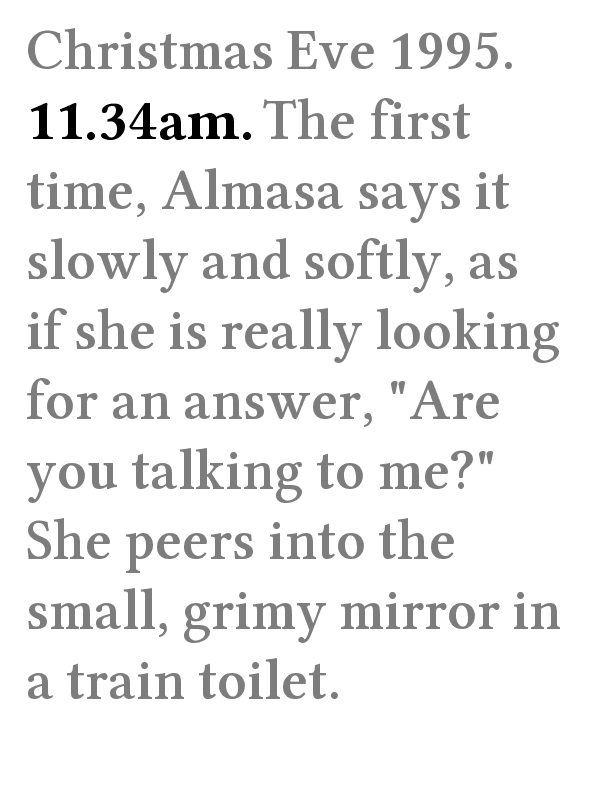 Christmas Eve 1995.
11.34am. The first
time, Almasa says it
slowly and softly, as
if she is really looking
for an answer, "Are
you talking to me?"
She peers into the
small, grimy mirror in
a train toilet.